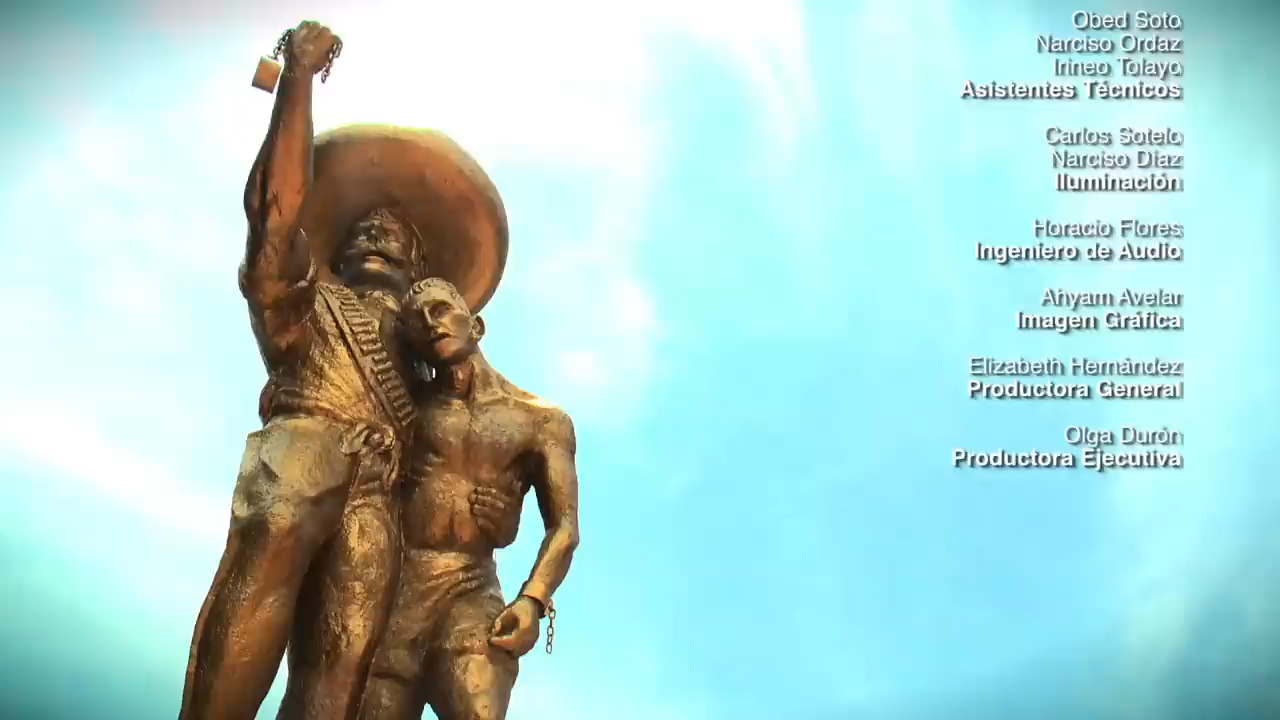 Obed Soto
Narciso Ordaz
Irineo Tolayo
Asistentes Técnicos
Carlos Sotelo
Narciso Díaz
Iluminación
Horacio Flores
Ingeniero de Audio
Ahyam Avelar
Imagen Gráfica
Elizabeth Hernández
Productora General
Olga Durón
Productora Ejecutiva